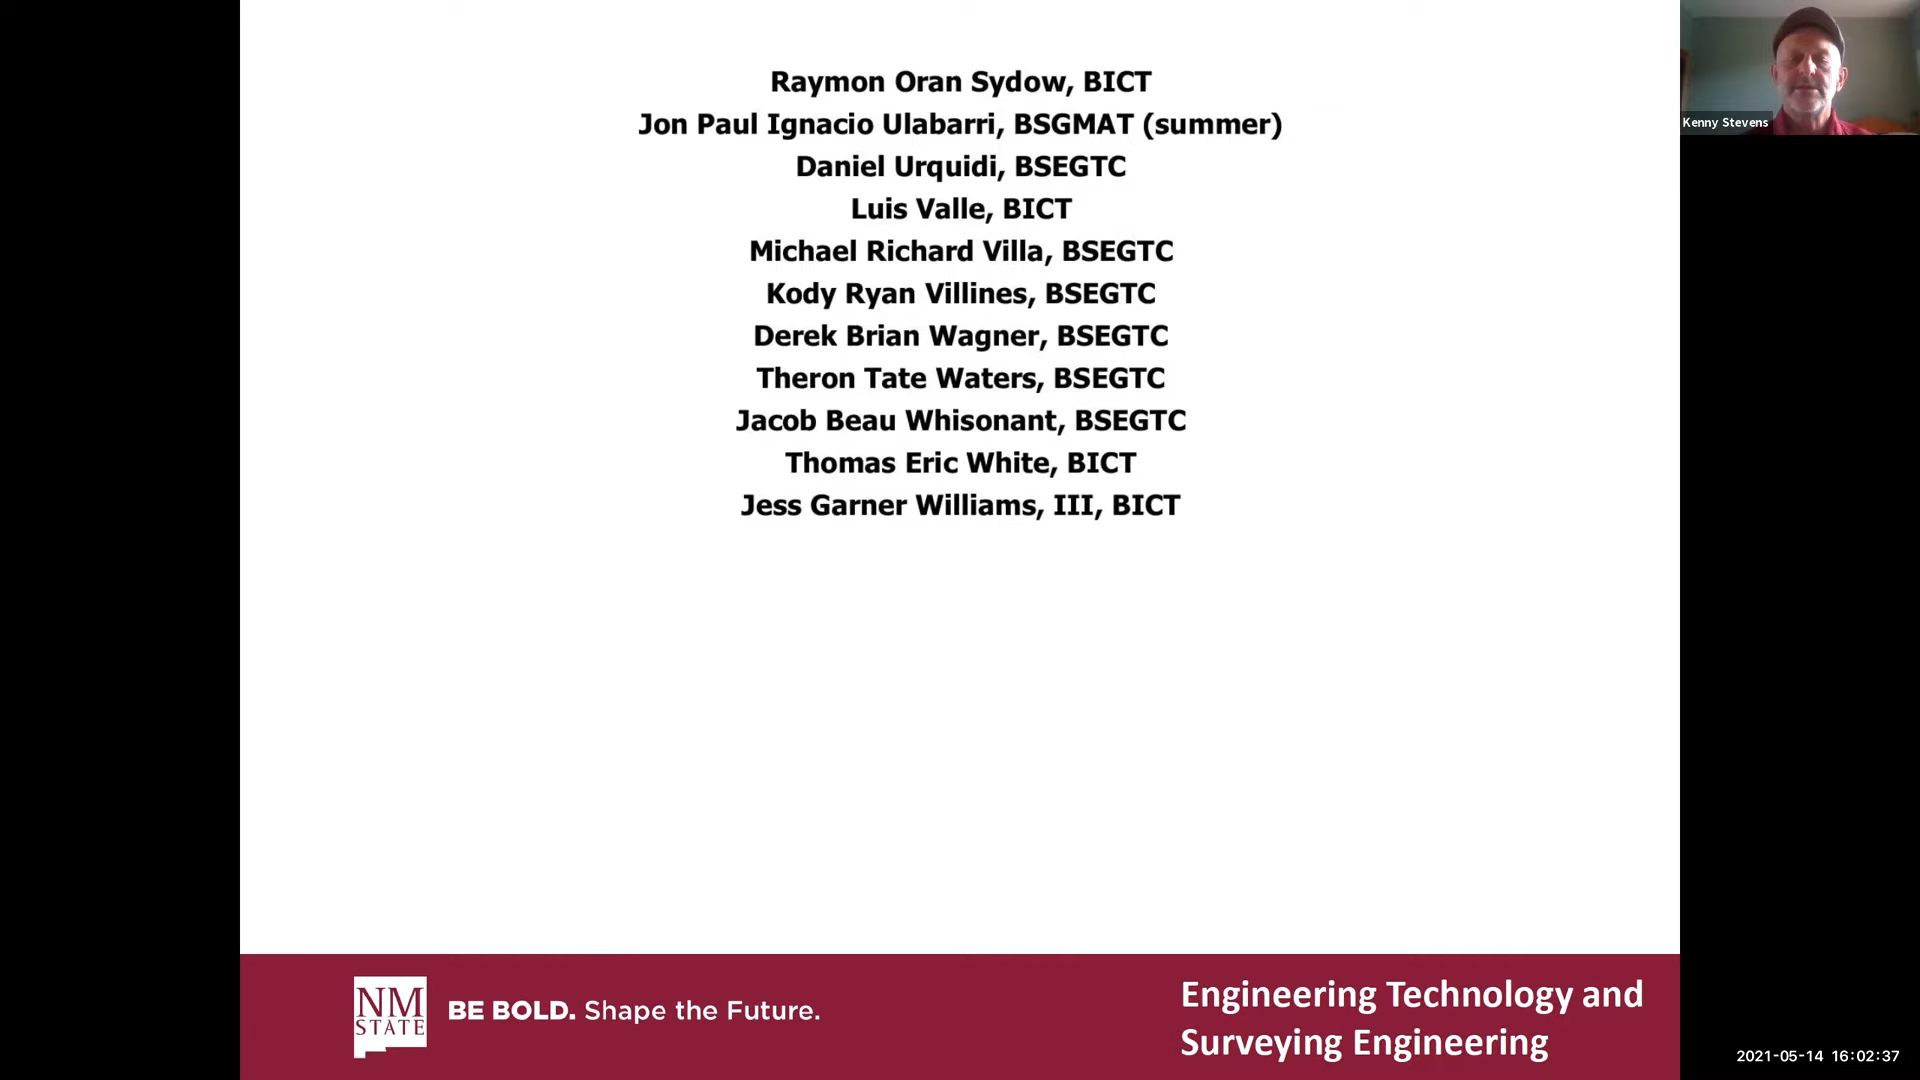 Raymon Oran Sydow, BICT
Jon Paul Ignacio Ulabarri, BSGMAT (summer)
Daniel Urquidi, BSEGTC
Luis Valle, BICT
Michael Richard Villa, BSEGTC
Kody Ryan Villines, BSEGTC
Derek Brian Wagner, BSEGTC
Theron Tate Waters, BSEGTC
Jacob Beau Whisonant, BSEGTC
Thomas Eric White, BICT
Jess Garner Williams, III, BICT
Kenny Stevens
NM
STATE
BE BOLD. Shape the Future.
Engineering Technology and
Surveying Engineering
2021-05-14 16:02:37